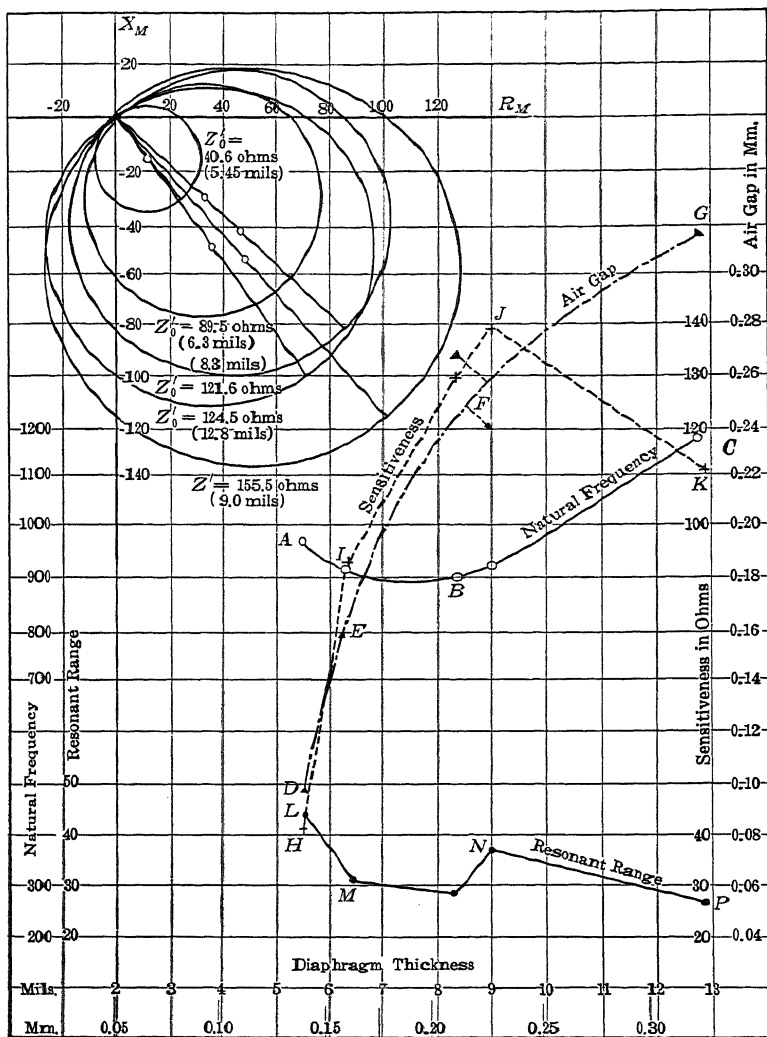 X_M
20
-20 20 40 60 80 100 120 R_M
Z'_0 =
40.6 ohms
(5.45 mils)
-20
-40
-60
-80
-100
-120
-140
Z'_0 = 89.5 ohms
(6.3 mils)
(8.3 mils)
Z'_0 = 121.6 ohms
Z'_0 = 124.5 ohms
(12.8 mils)
Z' = 155.5 ohms
(9.0 mils)
Air Gap in Mm.
G
Air Gap
0.30
J
140 0.28
130 0.26
F
Sensitiveness
1200
120 0.24
C
Natural Frequency
1100
0.22
K
1000
100 0.20
A
I
900
B
0.18
800
E
0.16
700
0.14
0.12
Natural Frequency
Resonant Range
Sensitiveness in Ohms
50
D
0.10
L
40
H
N
40 0.08
Resonant Range
300 30
M
30 0.06
P
200 20
20 0.04
Diaphragm Thickness
Mils. 2 3 4 5 6 7 8 9 10 11 12 13
Mm. 0.05 0.10 0.15 0.20 0.25 0.30